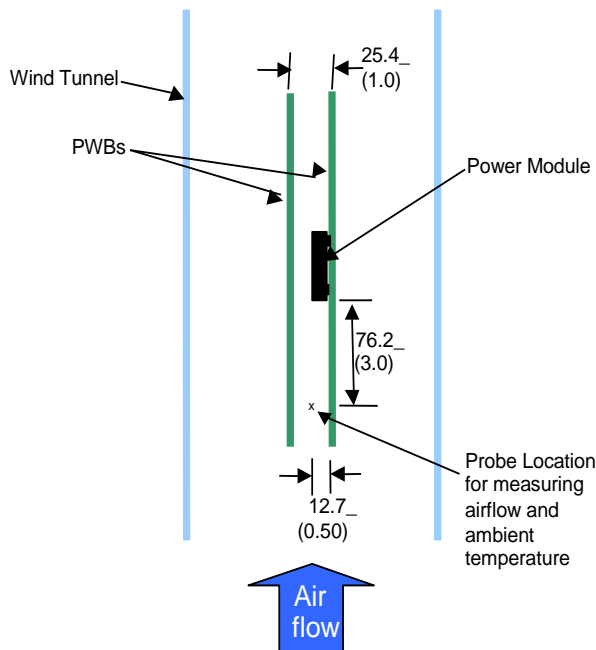 25.4_
(1.0)
Wind Tunnel
PWBs
Power Module
76.2_
(3.0)
x
Probe Location
for measuring
airflow and
ambient
temperature
12.7_
(0.50)
Air
flow